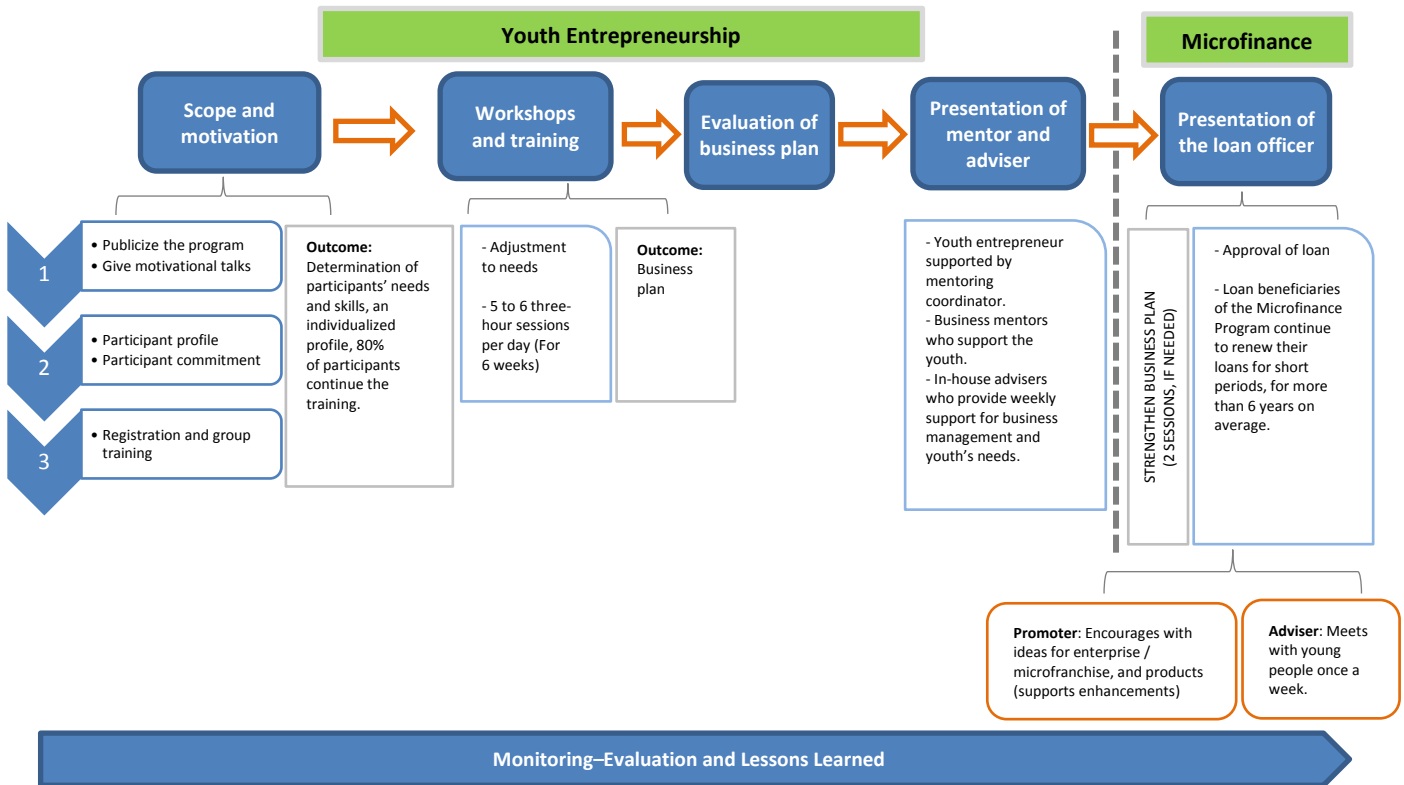 Youth Entrepreneurship
Microfinance
Scope and
motivation
Workshops
and training
Evaluation of
business plan
Presentation of
mentor and
adviser
Presentation of
the loan officer
1
• Publicize the program
• Give motivational talks
2
• Participant profile
• Participant commitment
3
• Registration and group
training
Outcome:
Determination of
participants' needs
and skills, an
individualized
profile, 80%
of participants
continue the
training.
- Adjustment
to needs
- 5 to 6 three-
hour sessions
per day (For
6 weeks)
Outcome:
Business
plan
- Youth entrepreneur
supported by
mentoring
coordinator.
- Business mentors
who support the
youth.
- In-house advisers
who provide weekly
support for business
management and
youth's needs.
STRENGTHEN BUSINESS PLAN
(2 SESSIONS, IF NEEDED)
- Approval of loan
- Loan beneficiaries
of the Microfinance
Program continue
to renew their
loans for short
periods, for more
than 6 years on
average.
Promoter: Encourages with
ideas for enterprise /
microfranchise, and products
(supports enhancements)
Adviser: Meets
with young
people once a
week.
Monitoring–Evaluation and Lessons Learned